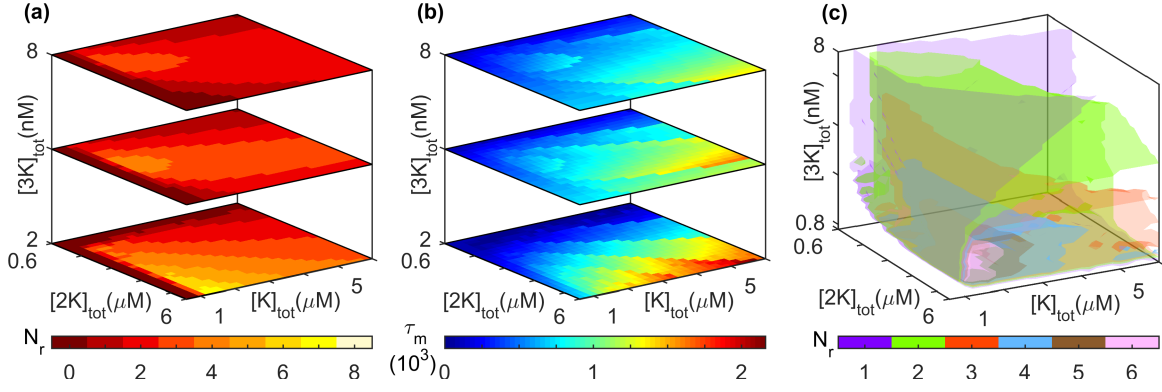 (a)
[3K]tot(nM)
8
2
0.6
[2K]tot(μM)
6
1
[K]tot(μM)
5
Nr
0 2 4 6 8
(b)
[3K]tot(nM)
8
2
0.6
[2K]tot(μM)
6
1
[K]tot(μM)
5
τm
(10³)
0 1 2
(c)
[3K]tot(nM)
8
0.8
0.6
[2K]tot(μM)
6
1
[K]tot(μM)
5
Nr
1 2 3 4 5 6